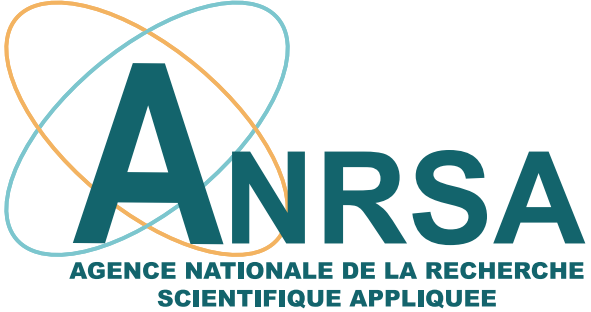 ANRSA
AGENCE NATIONALE DE LA RECHERCHE
SCIENTIFIQUE APPLIQUEE